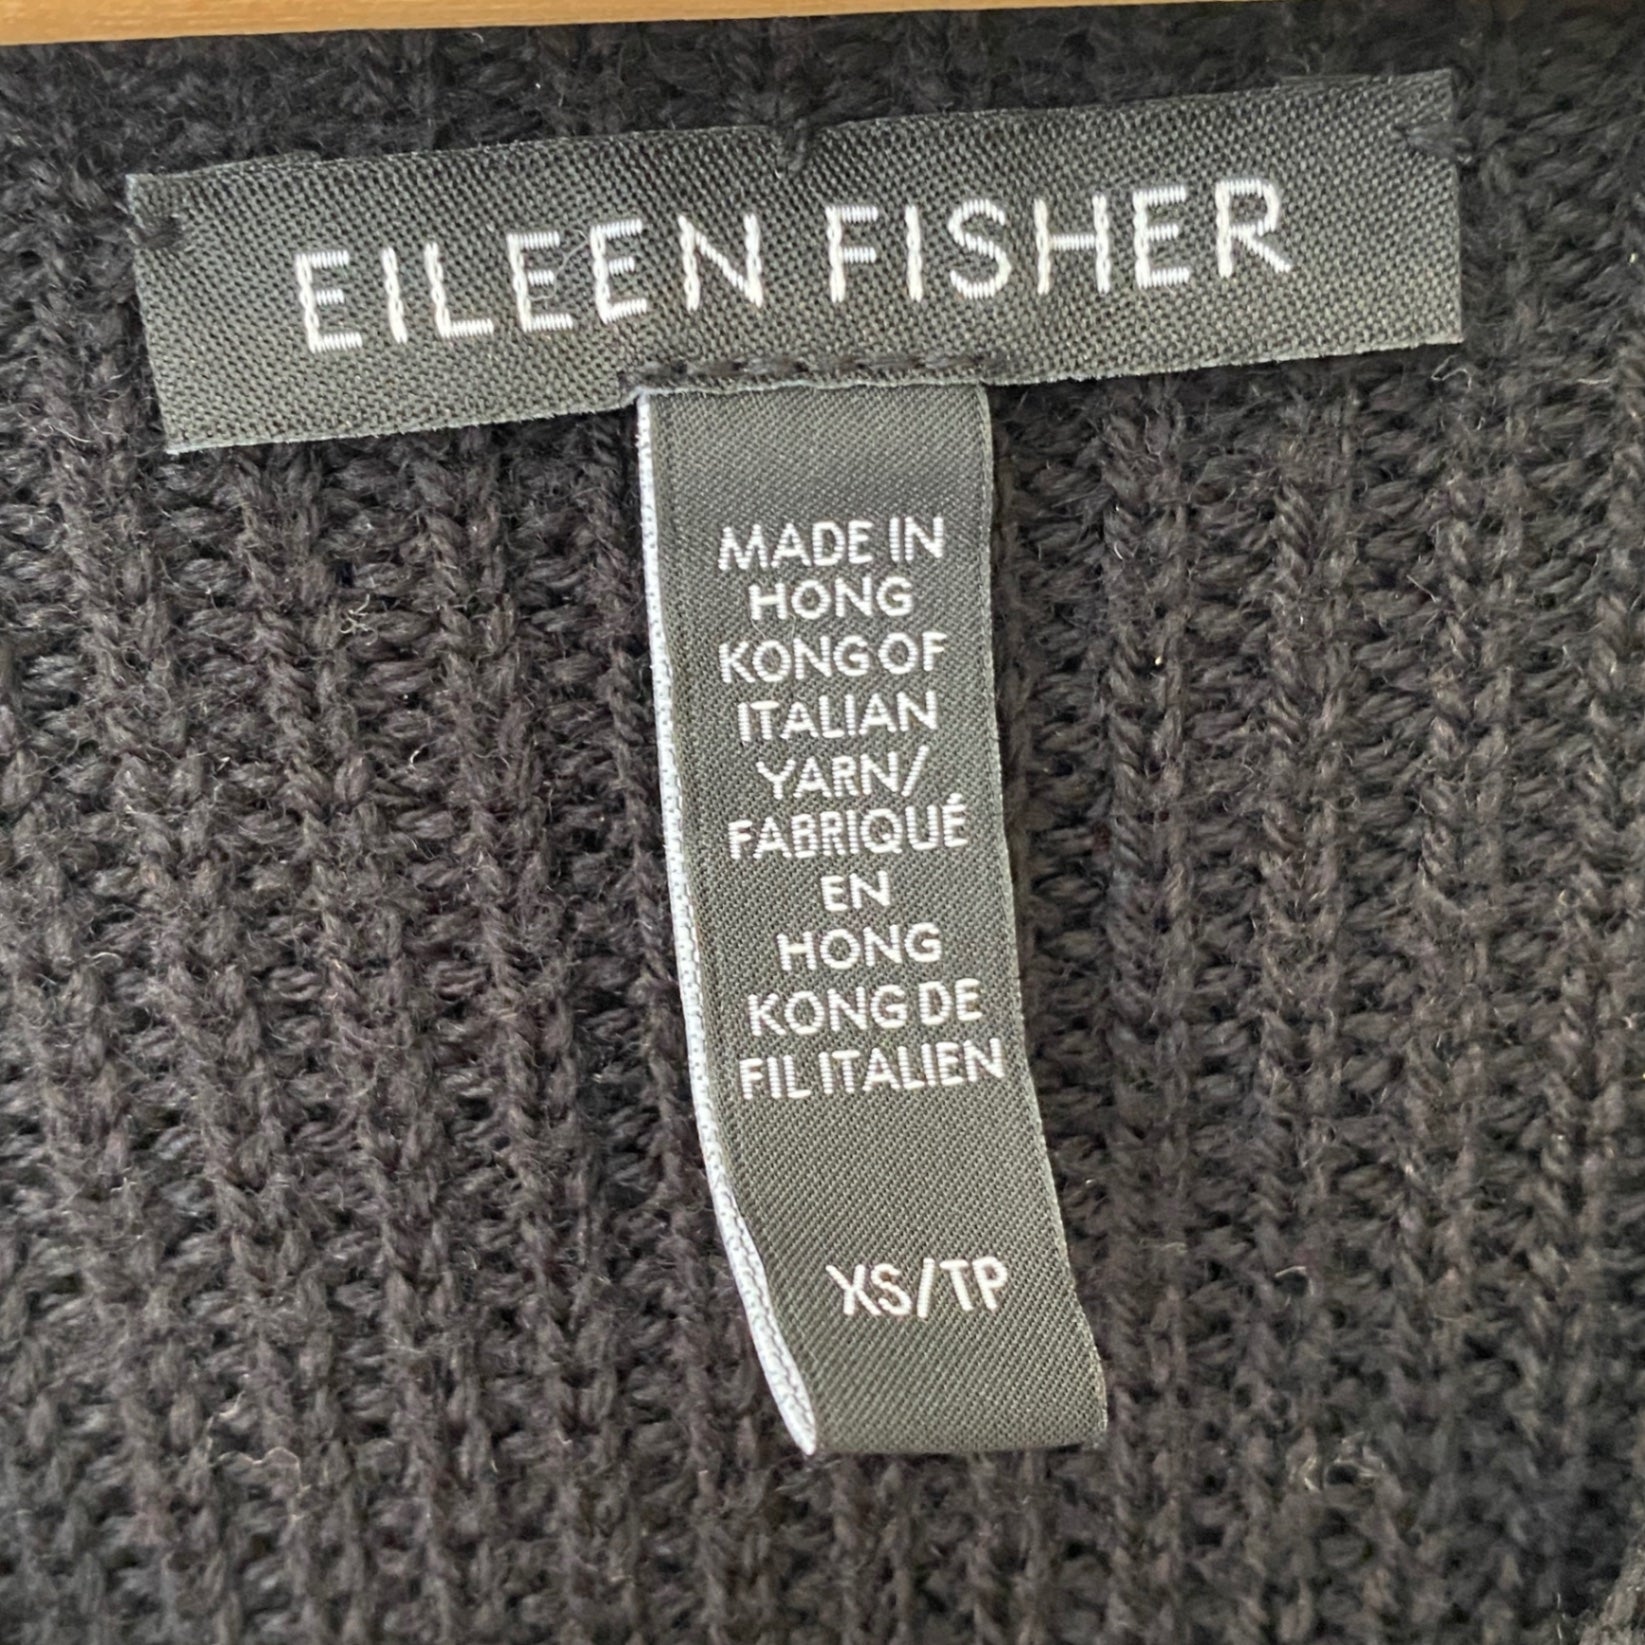 EILEEN FISHER
MADE IN
HONG
KONG OF
ITALIAN
YARN/
FABRIQUÉ
EN
HONG
KONG DE
FIL ITALIEN
XS/TP